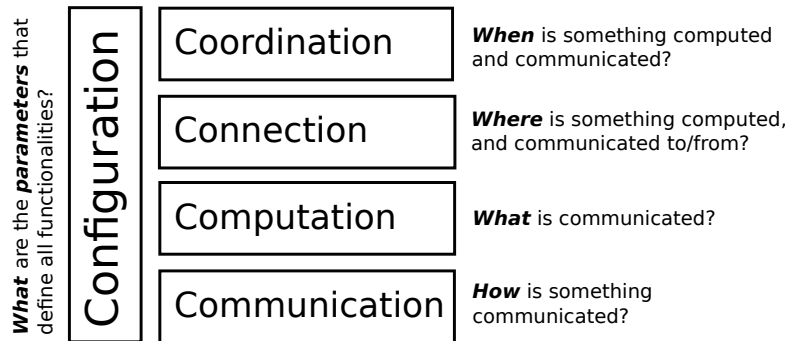 What are the parameters that
define all functionalities?
Configuration
Coordination
When is something computed
and communicated?
Connection
Where is something computed,
and communicated to/from?
Computation
What is communicated?
Communication
How is something
communicated?